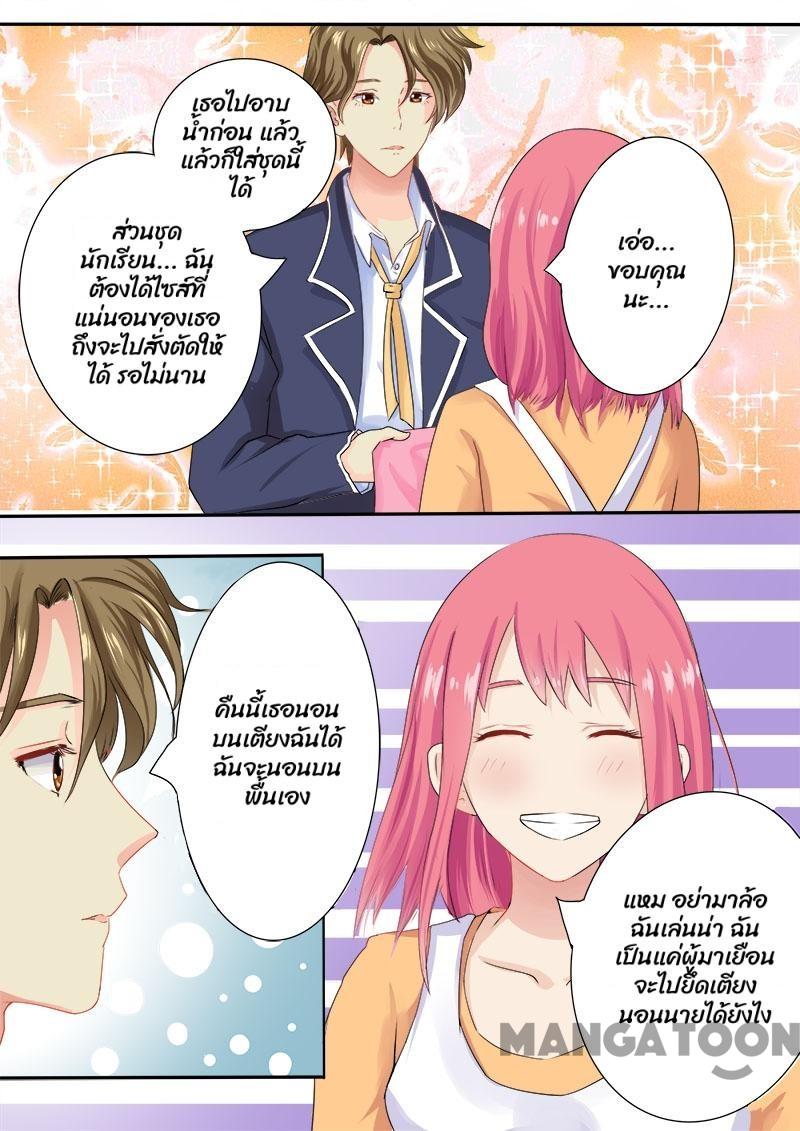 เธอไปอาบ
น้ำก่อน แล้ว
แล้วก็ใส่ชุดนี้
ได้
ส่วนชุด
นักเรียน... ฉัน
ต้องได้ไซส์ที่
แน่นอนของเธอ
ถึงจะไปสั่งตัดให้
ได้ รอไม่นาน
เอ่อ...
ขอบคุณ
นะ...
คืนนี้เธอนอน
บนเตียงฉันได้
ฉันจะนอนบน
พื้นเอง
แหม อย่ามาล้อ
ฉันเล่นน่า ฉัน
เป็นแค่ผู้มาเยือน
จะไปยึดเตียง
นอนนายได้ยังไง
MANGATOON